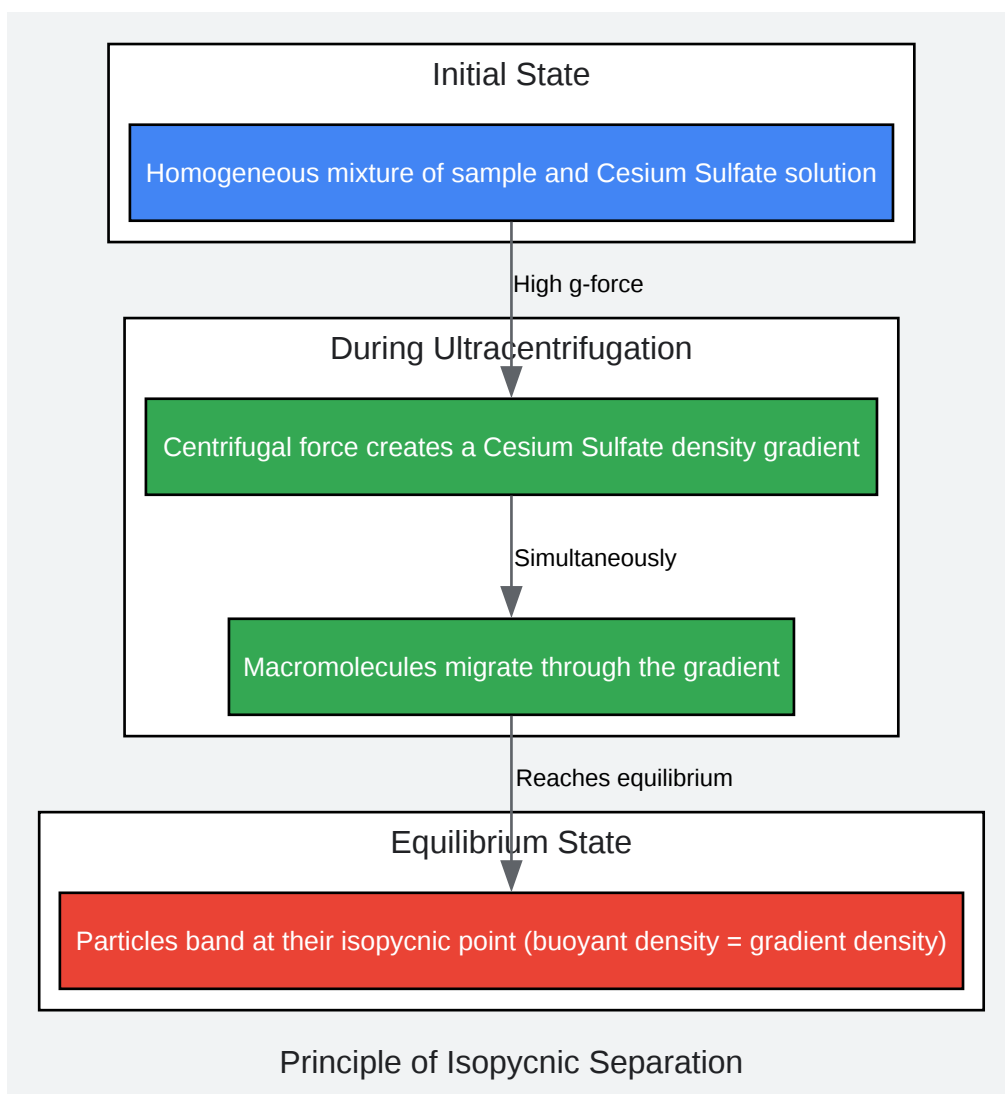 Initial State
Homogeneous mixture of sample and Cesium Sulfate solution
High g-force
During Ultracentrifugation
Centrifugal force creates a Cesium Sulfate density gradient
Simultaneously
Macromolecules migrate through the gradient
Reaches equilibrium
Equilibrium State
Particles band at their isopycnic point (buoyant density = gradient density)
Principle of Isopycnic Separation